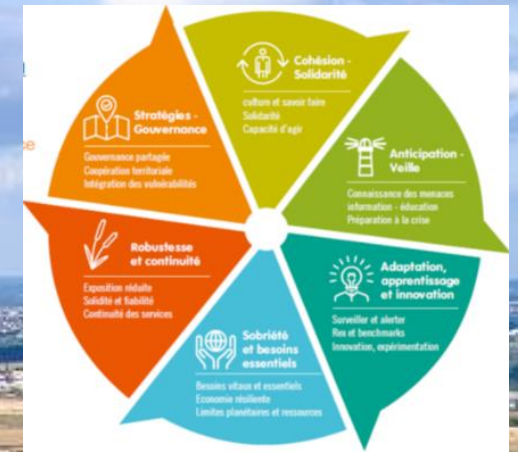 Cohésion -
Solidarité
culture et savoir faire
Solidarité
Capacité d'agir
Anticipation -
Veille
Connaissance des menaces
information - éducation
Préparation à la crise
Adaptation,
apprentissage
et innovation
Surveiller et alerter
Rex et benchmarks
Innovation, expérimentation
Sobriété
et besoins
essentiels
Besoins vitaux et essentiels
Economie résiliente
Limites planétaires et ressources
Robustesse
et continuité
Exposition réduite
Solidité et fiabilité
Continuité des services
Stratégies -
Gouvernance
Gouvernance partagée
Coopération territoriale
Intégration des vulnérabilités